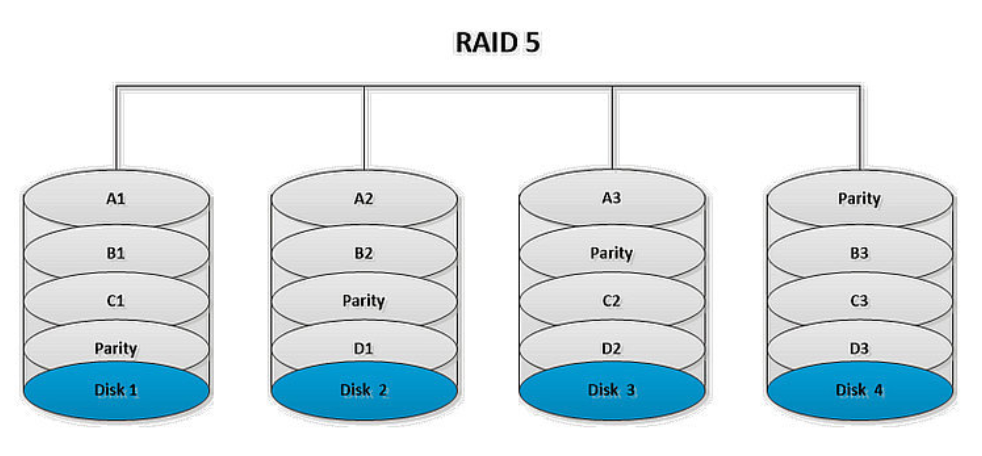 RAID 5
A1 A2 A3 Parity
B1 B2 Parity B3
C1 Parity C2 C3
Parity D1 D2 D3
Disk 1 Disk 2 Disk 3 Disk 4